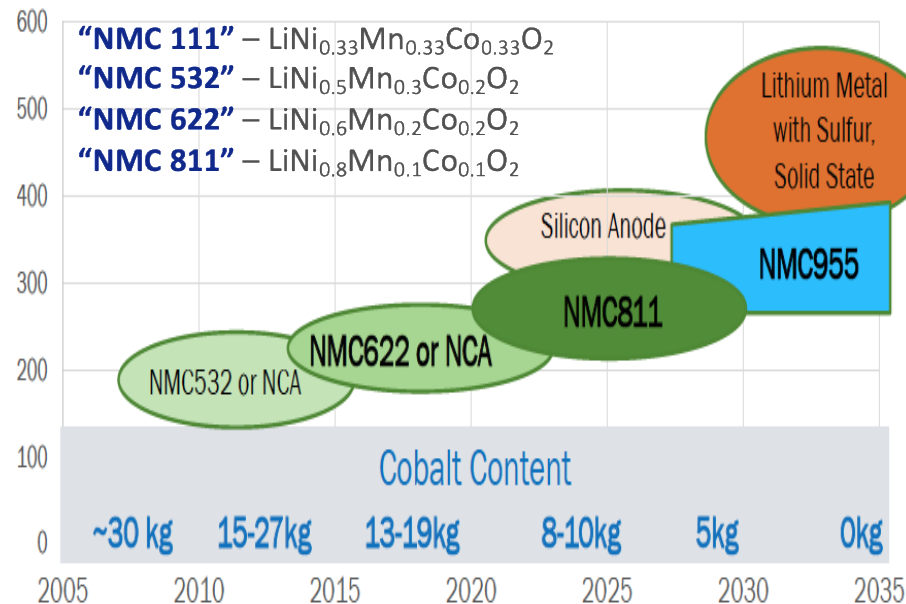 600
500
400
300
200
100
0
“NMC 111” – LiNi₀.₃₃Mn₀.₃₃Co₀.₃₃O₂
“NMC 532” – LiNi₀.₅Mn₀.₃Co₀.₂O₂
“NMC 622” – LiNi₀.₆Mn₀.₂Co₀.₂O₂
“NMC 811” – LiNi₀.₈Mn₀.₁Co₀.₁O₂
Lithium Metal
with Sulfur,
Solid State
Silicon Anode
NMC955
NMC811
NMC622 or NCA
NMC532 or NCA
Cobalt Content
~30 kg 15-27kg 13-19kg 8-10kg 5kg 0kg
2005 2010 2015 2020 2025 2030 2035